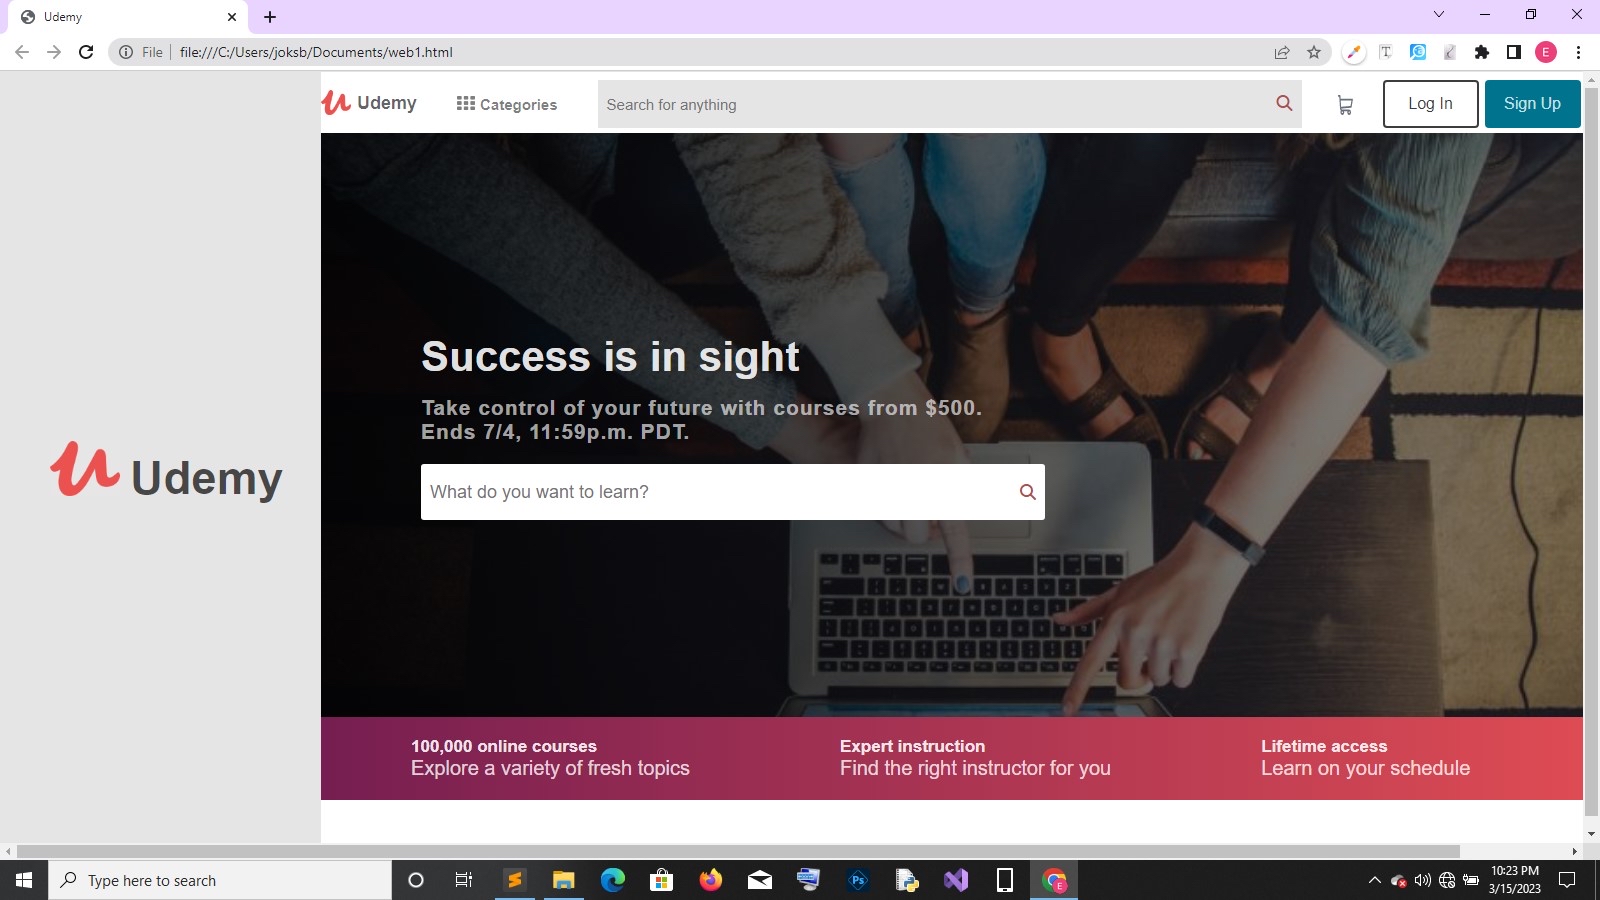 Udemy
File
file:///C:/Users/joksb/Documents/web1.html
E
Udemy
Categories
Search for anything
Log In
Sign Up
Success is in sight
Take control of your future with courses from $500.
Ends 7/4, 11:59p.m. PDT.
Udemy
What do you want to learn?
100,000 online courses
Explore a variety of fresh topics
Expert instruction
Find the right instructor for you
Lifetime access
Learn on your schedule
Type here to search
Ps
E
10:23 PM
3/15/2023